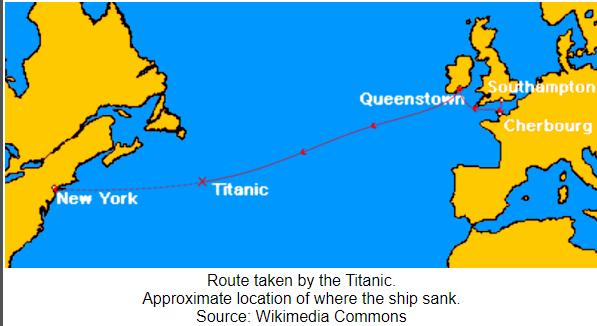 Southampton
Queenstown
Cherbourg
Titanic
New York
Route taken by the Titanic.
Approximate location of where the ship sank.
Source: Wikimedia Commons